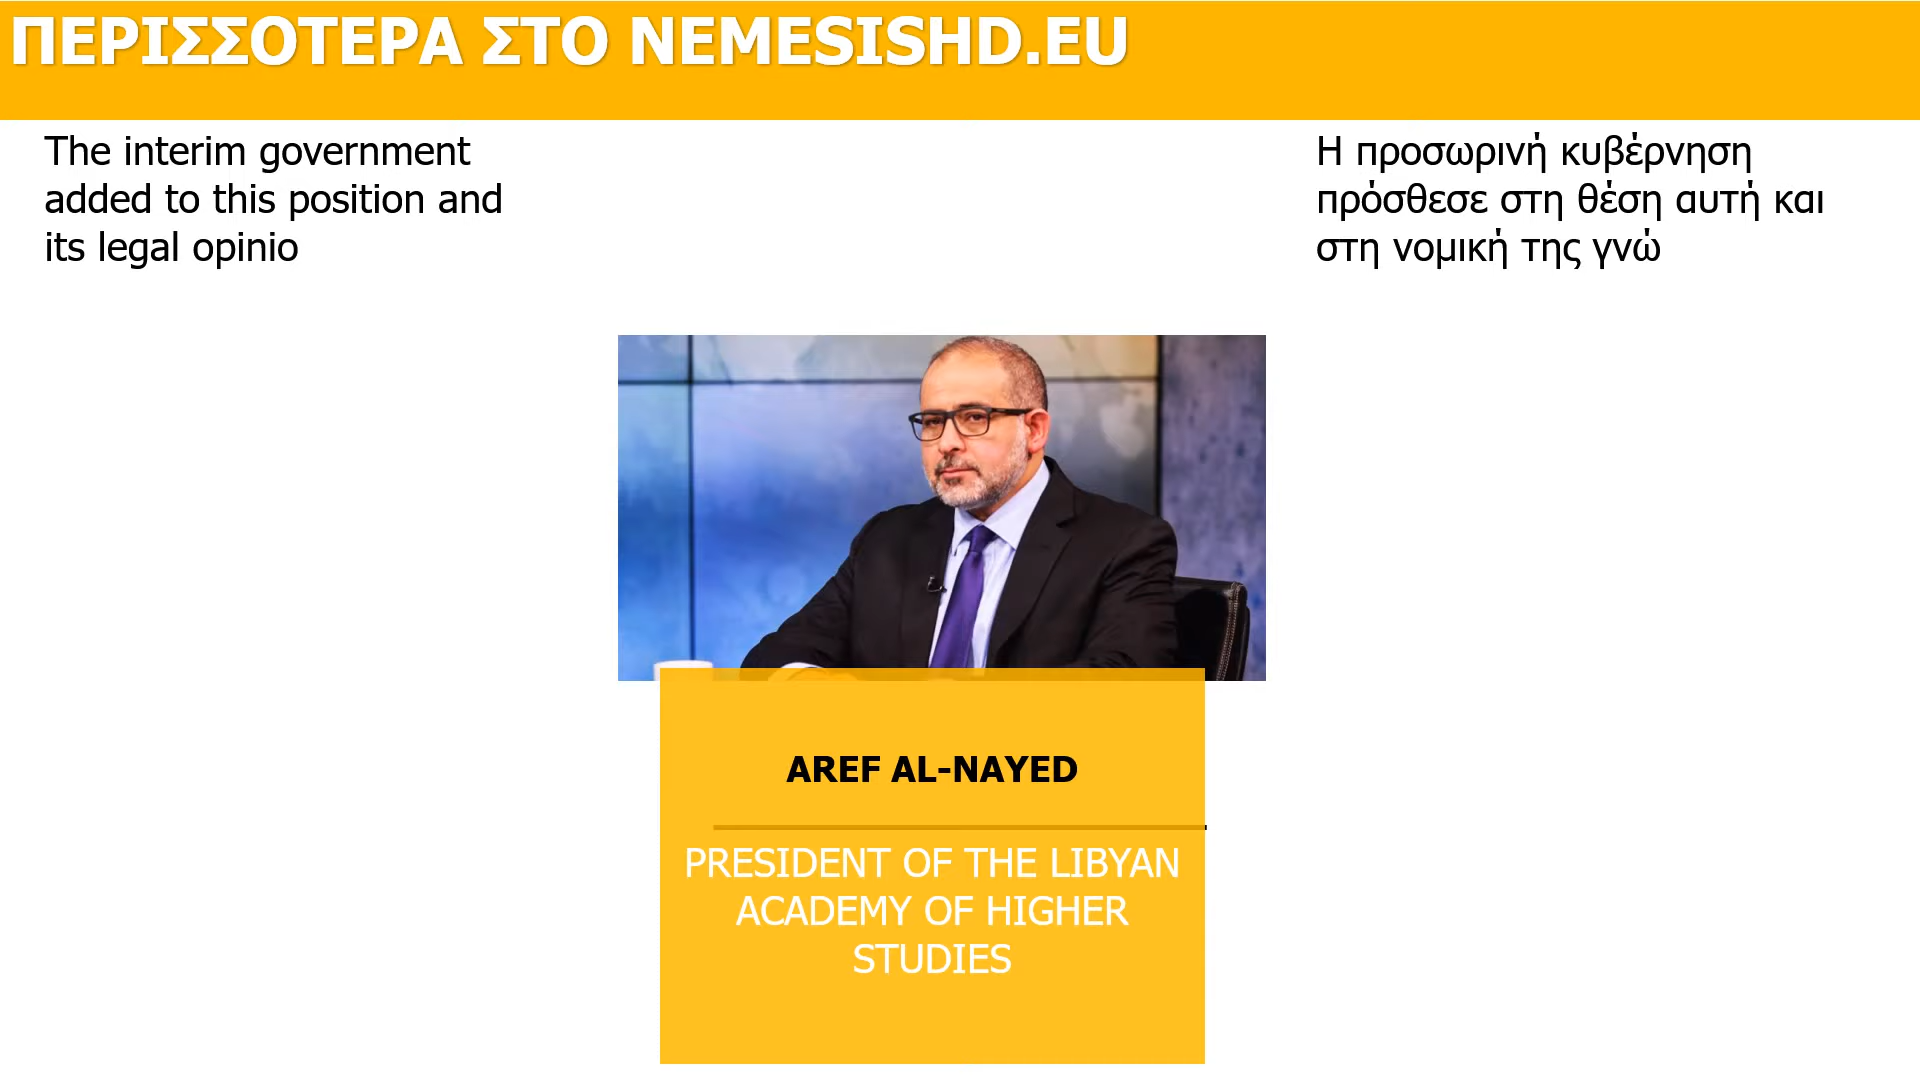 ΠΕΡΙΣΣΟΤΕΡΑ ΣΤΟ NEMESISHD.EU
The interim government
added to this position and
its legal opinio
Η προσωρινή κυβέρνηση
πρόσθεσε στη θέση αυτή και
στη νομική της γνώ
AREF AL-NAYED
PRESIDENT OF THE LIBYAN
ACADEMY OF HIGHER
STUDIES